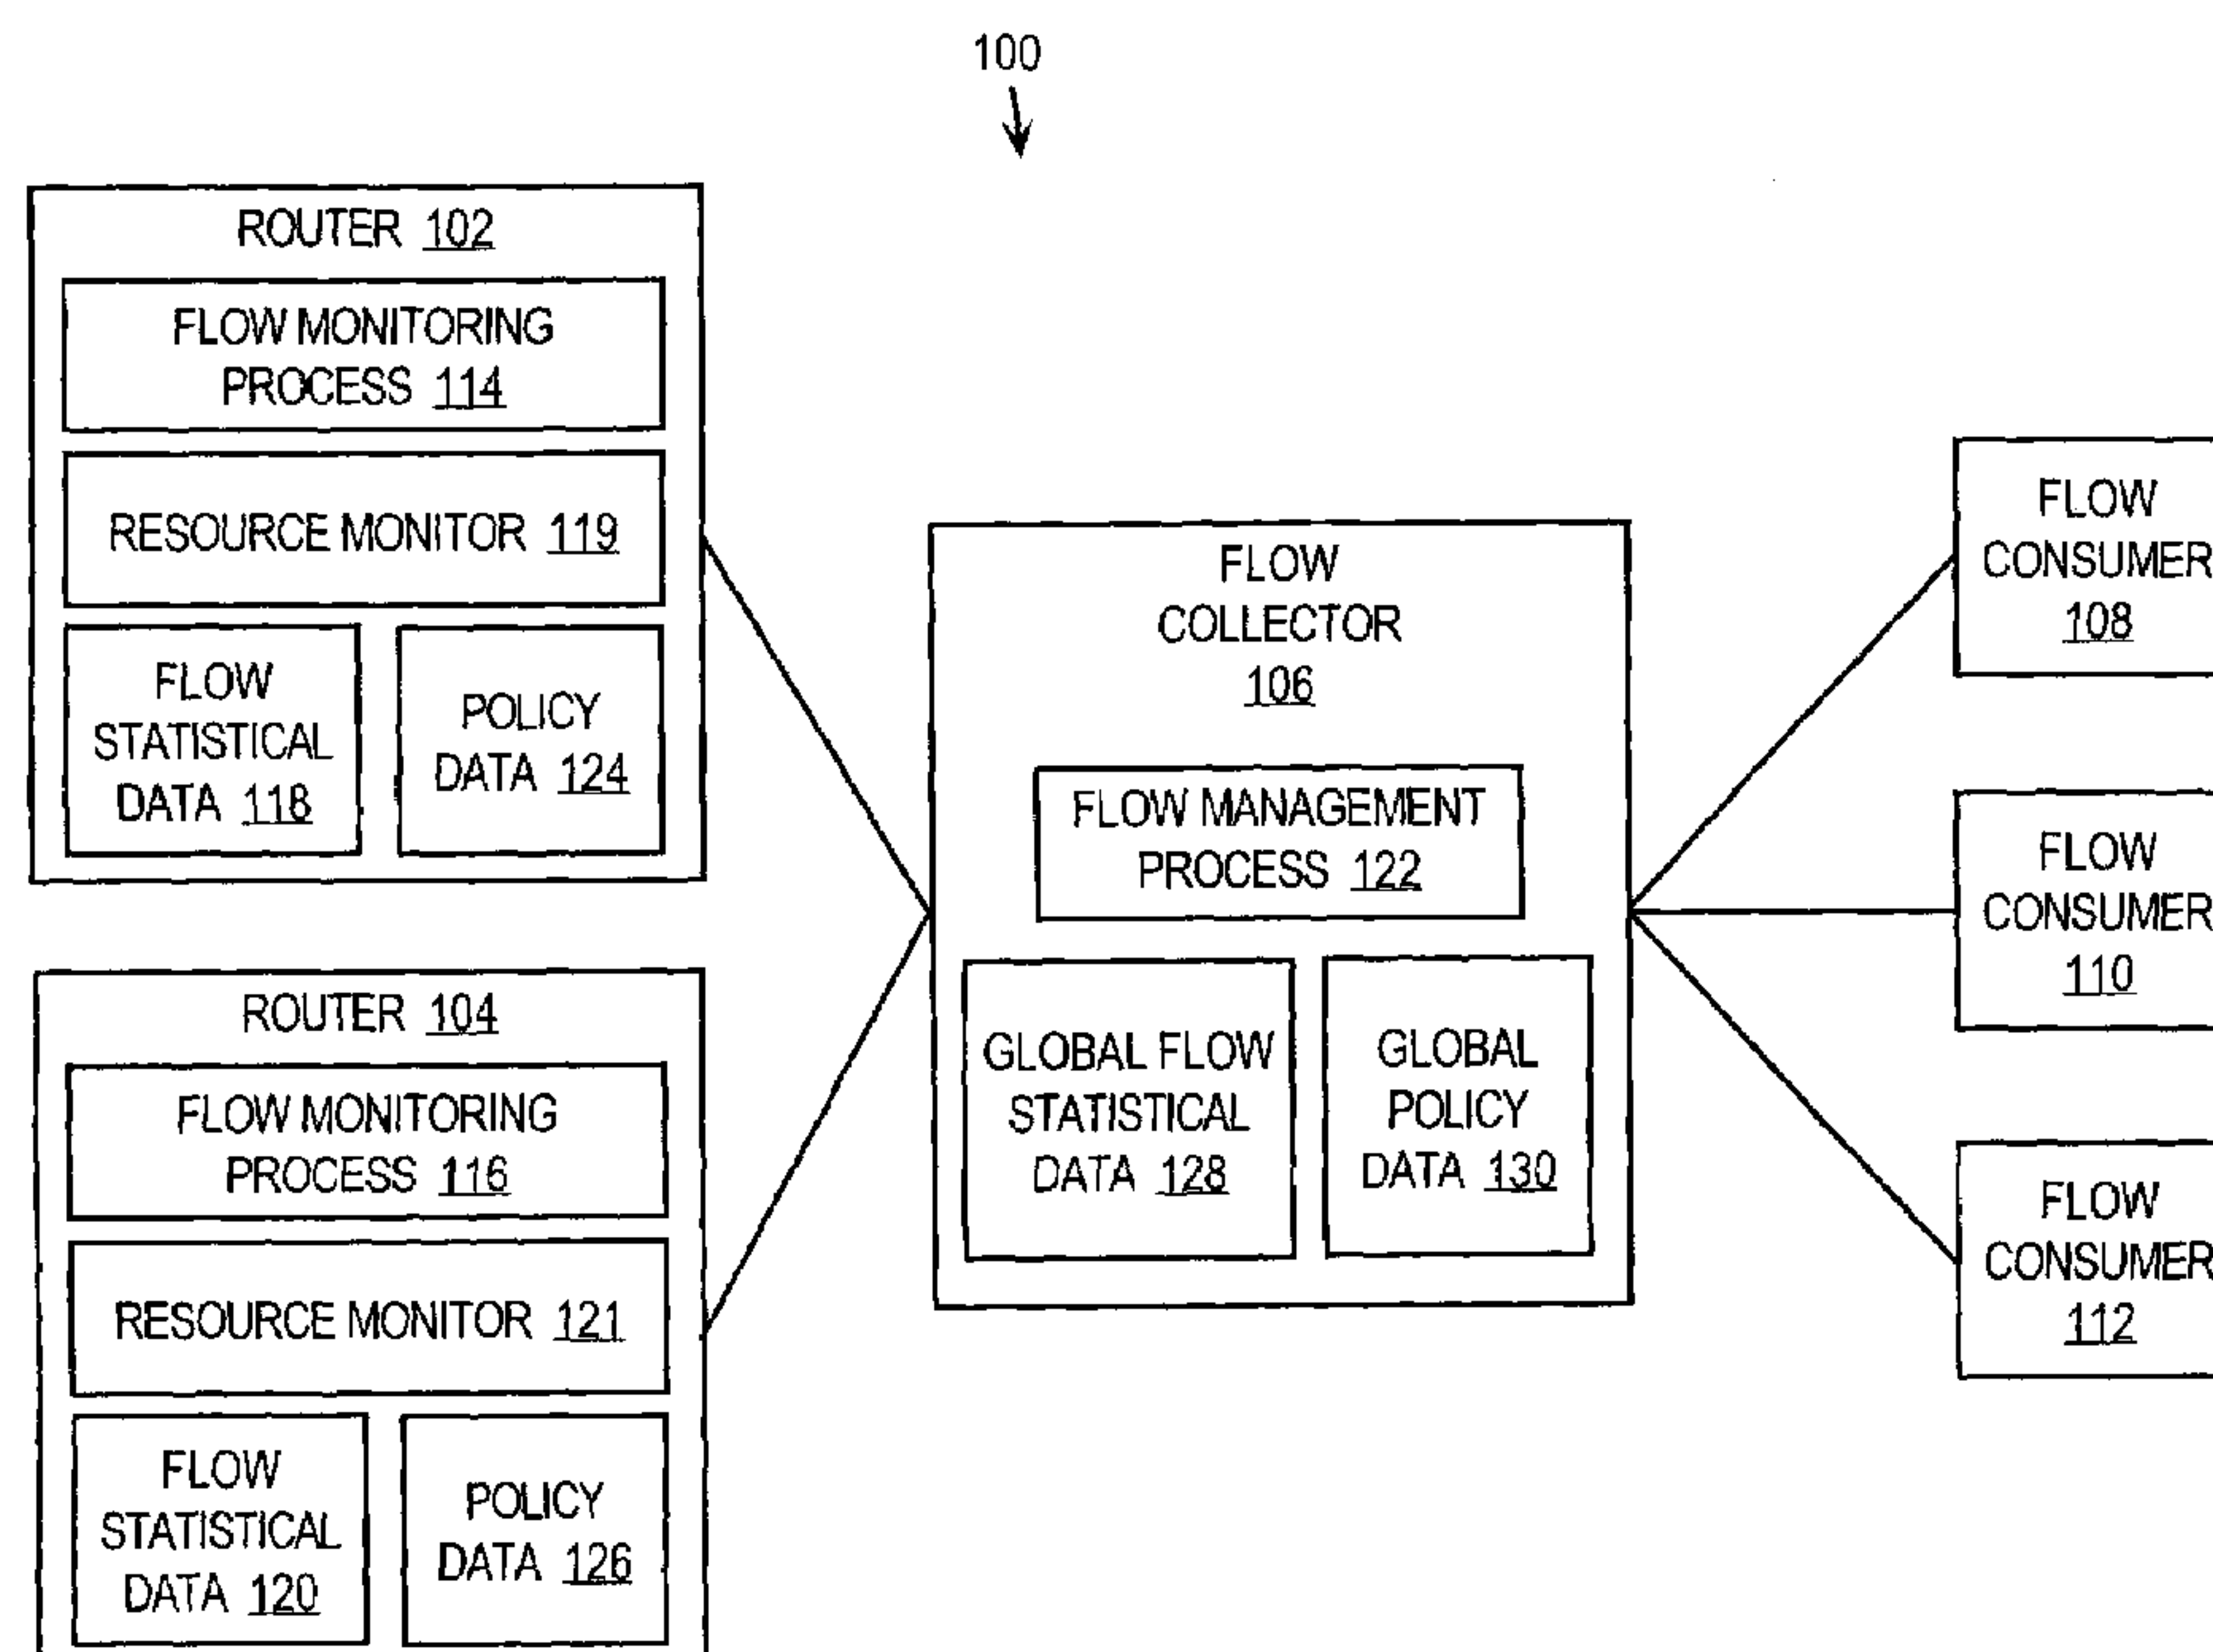 100
ROUTER 102
FLOW MONITORING
PROCESS 114
RESOURCE MONITOR 119
FLOW
STATISTICAL
DATA 118
POLICY
DATA 124
ROUTER 104
FLOW MONITORING
PROCESS 116
RESOURCE MONITOR 121
FLOW
STATISTICAL
DATA 120
POLICY
DATA 126
FLOW
COLLECTOR
106
FLOW MANAGEMENT
PROCESS 122
GLOBAL FLOW
STATISTICAL
DATA 128
GLOBAL
POLICY
DATA 130
FLOW
CONSUMER
108
FLOW
CONSUMER
110
FLOW
CONSUMER
112